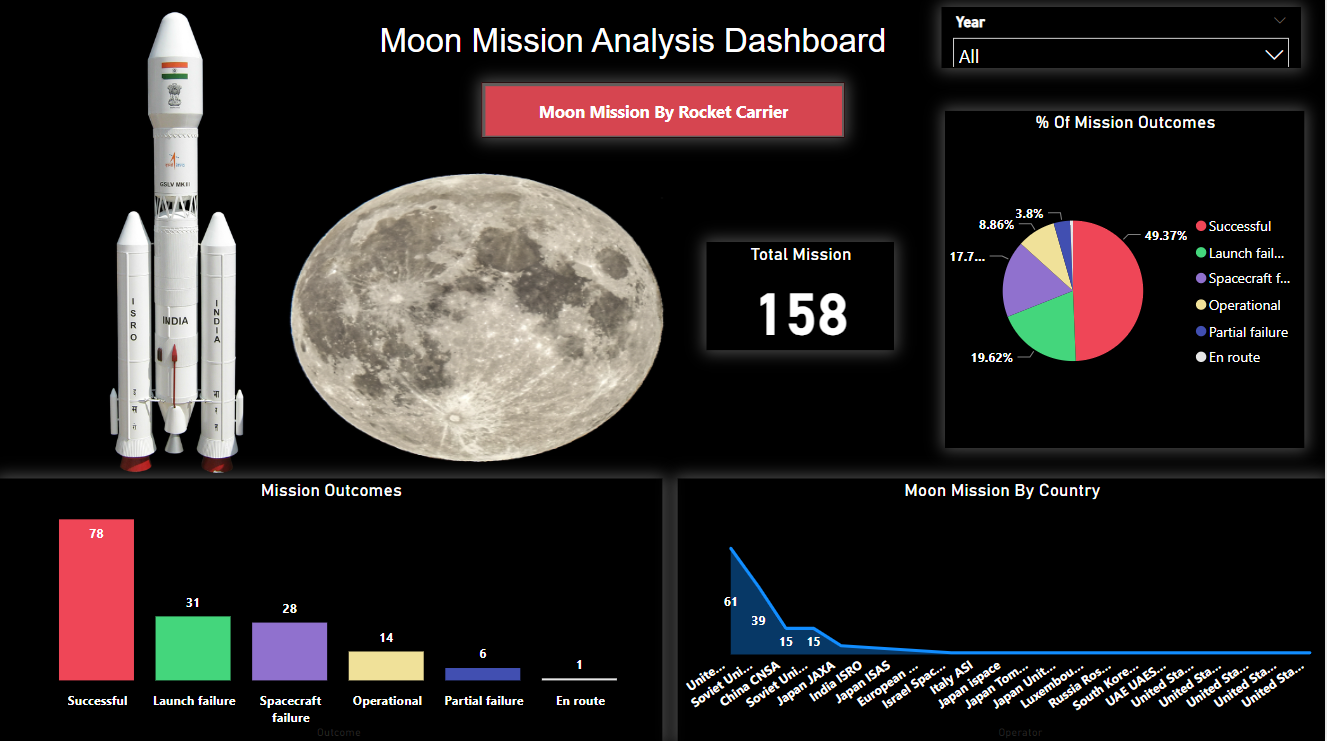 Moon Mission Analysis Dashboard
Year
All
Moon Mission By Rocket Carrier
GSLV MK III
I
S
R
O
INDIA
I
N
D
I
A
Total Mission
158
% Of Mission Outcomes
3.8%
8.86%
17.7...
19.62%
49.37%
Successful
Launch fail...
Spacecraft f...
Operational
Partial failure
En route
Mission Outcomes
78
31
28
14
6
1
Successful
Launch failure
Spacecraft
failure
Operational
Partial failure
En route
Outcome
Moon Mission By Country
61
39
15
15
Unite...
Soviet Uni...
China CNSA
Soviet Uni...
Japan JAXA
India ISRO
Japan ISAS
European ...
Israel Spac...
Italy ASI
Japan ispace
Japan Tom...
Japan Unit...
Luxembou...
Russia Ros...
South Kore...
UAE UAES...
United Sta...
United Sta...
United Sta...
United Sta...
United Sta...
Operator